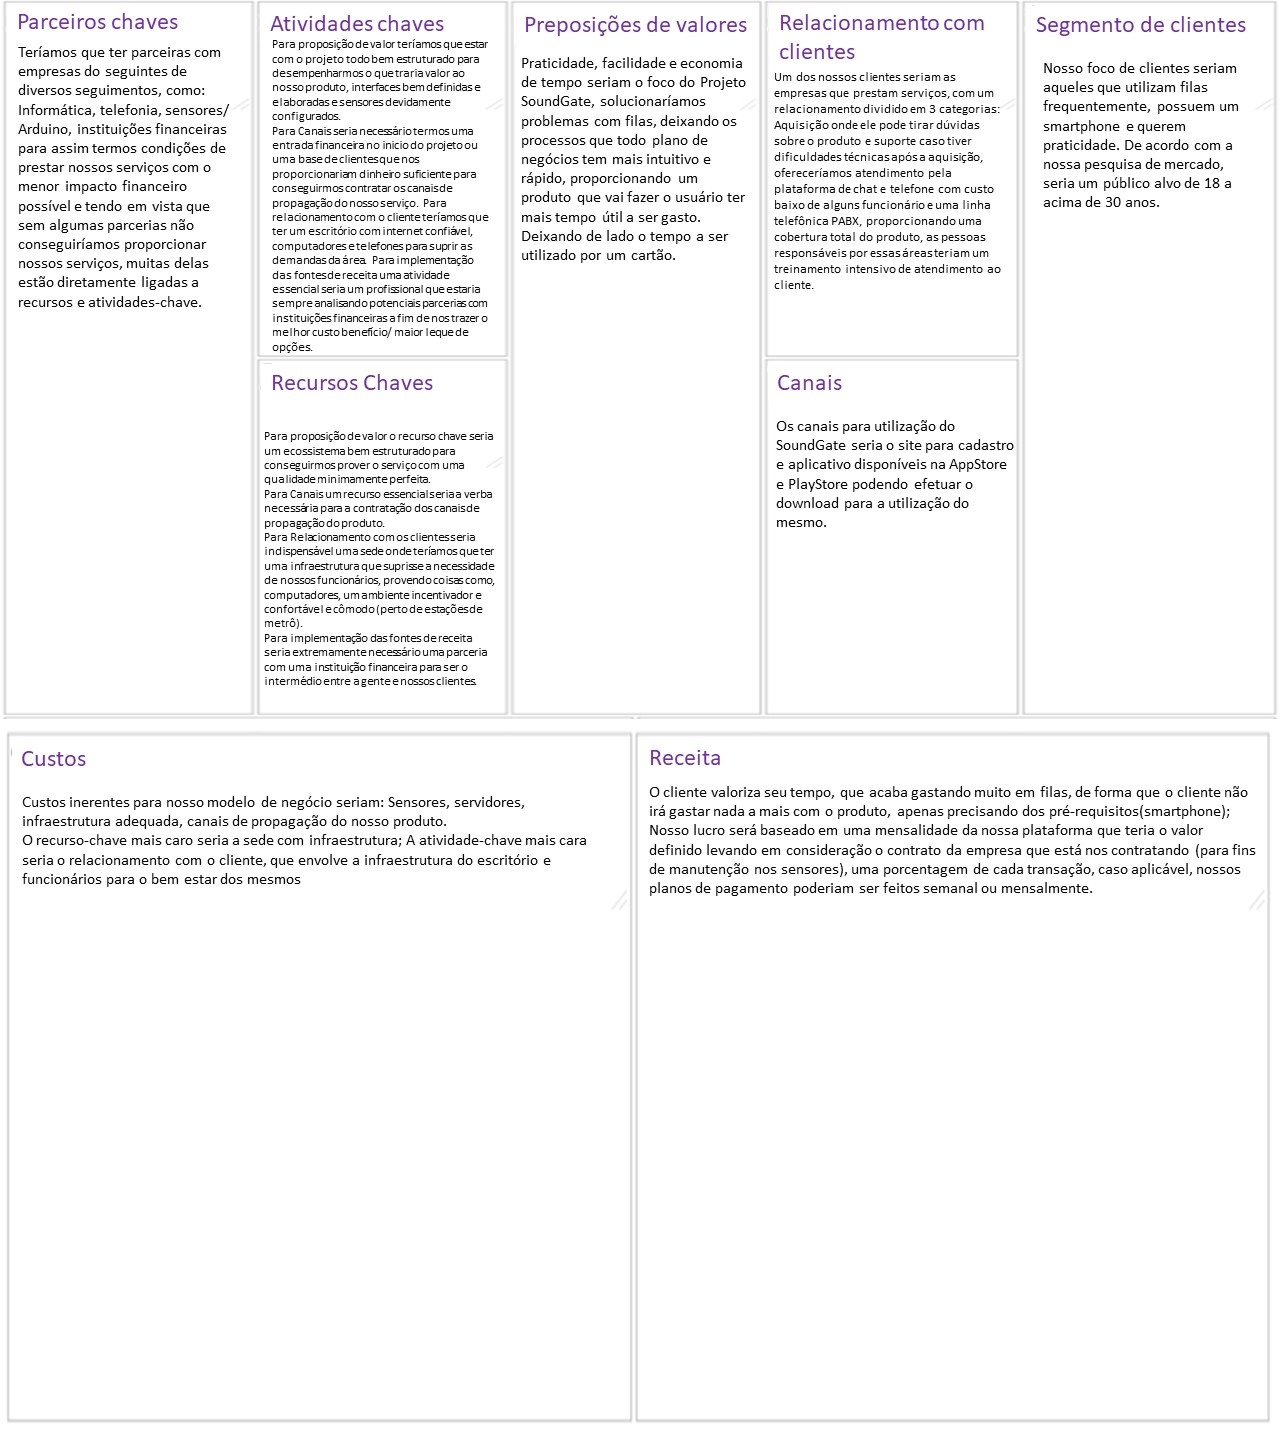 Parceiros chaves
Teríamos que ter parceiras com
empresas do seguintes de
diversos seguimentos, como:
Informática, telefonia, sensores/
Arduino, instituições financeiras
para assim termos condições de
prestar nossos serviços com o
menor impacto financeiro
possível e tendo em vista que
sem algumas parcerias não
conseguiríamos proporcionar
nossos serviços, muitas delas
estão diretamente ligadas a
recursos e atividades-chave.
Atividades chaves
Para proposição de valor teríamos que estar
com o projeto todo bem estruturado para
desempenharmos o que traria valor ao
nosso produto, interfaces bem definidas e
elaboradas e sensores devidamente
configurados.
Para Canais seria necessário termos uma
entrada financeira no inicio do projeto ou
uma base de clientes que nos
proporcionariam dinheiro suficiente para
conseguirmos contratar os canais de
propagação do nosso serviço. Para
relacionamento com o cliente teríamos que
ter um escritório com internet confiável,
computadores e telefones para suprir as
demandas da área. Para implementação
das fontes de receita uma atividade
essencial seria um profissional que estaria
sempre analisando potenciais parcerias com
instituições financeiras a fim de nos trazer o
melhor custo benefício/ maior leque de
opções.
Recursos Chaves
Para proposição de valor o recurso chave seria
um ecossistema bem estruturado para
conseguirmos prover o serviço com uma
qualidade minimamente perfeita.
Para Canais um recurso essencial seria a verba
necessária para a contratação dos canais de
propagação do produto.
Para Relacionamento com os clientes seria
indispensável uma sede onde teríamos que ter
uma infraestrutura que suprisse a necessidade
de nossos funcionários, provendo coisas como,
computadores, um ambiente incentivador e
confortável e cômodo (perto de estações de
metrô).
Para implementação das fontes de receita
seria extremamente necessário uma parceria
com uma instituição financeira para ser o
intermédio entre a gente e nossos clientes.
Preposições de valores
Praticidade, facilidade e economia
de tempo seriam o foco do Projeto
SoundGate, solucionaríamos
problemas com filas, deixando os
processos que todo plano de
negócios tem mais intuitivo e
rápido, proporcionando um
produto que vai fazer o usuário ter
mais tempo útil a ser gasto.
Deixando de lado o tempo a ser
utilizado por um cartão.
Relacionamento com
clientes
Um dos nossos clientes seriam as
empresas que prestam serviços, com um
relacionamento dividido em 3 categorias:
Aquisição onde ele pode tirar dúvidas
sobre o produto e suporte caso tiver
dificuldades técnicas após a aquisição,
ofereceríamos atendimento pela
plataforma de chat e telefone com custo
baixo de alguns funcionário e uma linha
telefônica PABX, proporcionando uma
cobertura total do produto, as pessoas
responsáveis por essas áreas teriam um
treinamento intensivo de atendimento ao
cliente.
Canais
Os canais para utilização do
SoundGate seria o site para cadastro
e aplicativo disponíveis na AppStore
e PlayStore podendo efetuar o
download para a utilização do
mesmo.
Segmento de clientes
Nosso foco de clientes seriam
aqueles que utilizam filas
frequentemente, possuem um
smartphone e querem
praticidade. De acordo com a
nossa pesquisa de mercado,
seria um público alvo de 18 a
acima de 30 anos.
Custos
Custos inerentes para nosso modelo de negócio seriam: Sensores, servidores,
infraestrutura adequada, canais de propagação do nosso produto.
O recurso-chave mais caro seria a sede com infraestrutura; A atividade-chave mais cara
seria o relacionamento com o cliente, que envolve a infraestrutura do escritório e
funcionários para o bem estar dos mesmos
Receita
O cliente valoriza seu tempo, que acaba gastando muito em filas, de forma que o cliente não
irá gastar nada a mais com o produto, apenas precisando dos pré-requisitos(smartphone);
Nosso lucro será baseado em uma mensalidade da nossa plataforma que teria o valor
definido levando em consideração o contrato da empresa que está nos contratando (para fins
de manutenção nos sensores), uma porcentagem de cada transação, caso aplicável, nossos
planos de pagamento poderiam ser feitos semanal ou mensalmente.